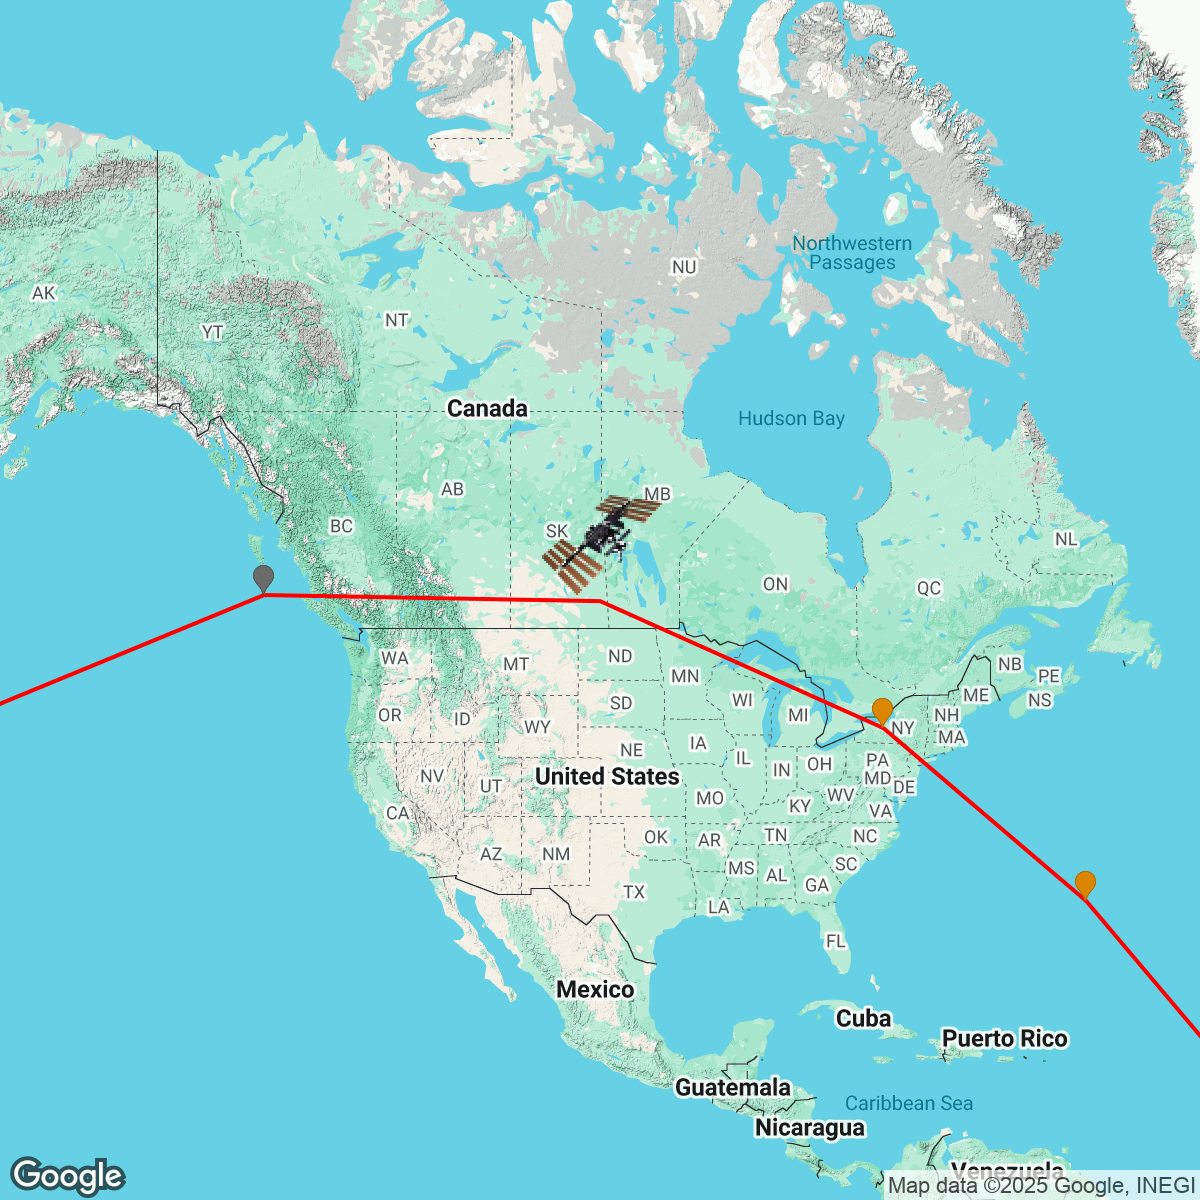 Northwestern
Passages
NU
AK
NT
YT
Canada
Hudson Bay
AB
MB
BC
SK
NL
ON
QC
WA
MT
ND
NB
PE
MN
ME
NS
OR
ID
WY
SD
WI
MI
NY
NH
MA
NV
UT
NE
IA
IL
IN
OH
PA
MD
DE
United States
CA
MO
KY
WV
VA
AZ
NM
OK
AR
TN
NC
MS
AL
SC
GA
TX
LA
FL
Mexico
Cuba
Puerto Rico
Guatemala
Caribbean Sea
Nicaragua
Venezuela
Google
Map data ©2025 Google, INEGI